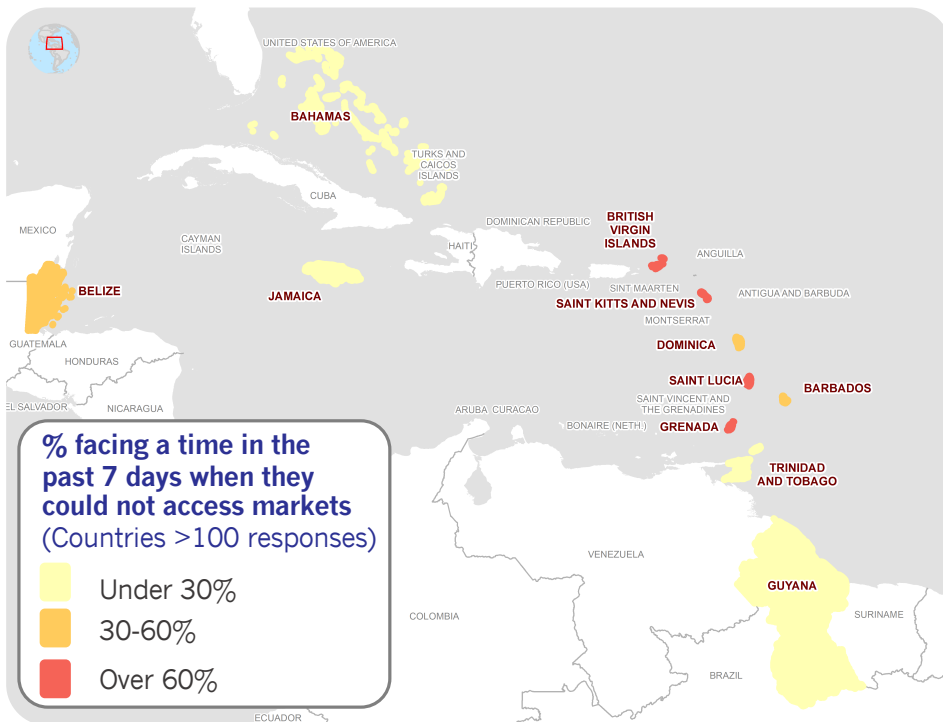 UNITED STATES OF AMERICA
BAHAMAS
TURKS AND
CAICOS
ISLANDS
CUBA
MEXICO
CAYMAN
ISLANDS
HAITI
DOMINICAN REPUBLIC
BRITISH
VIRGIN
ISLANDS
ANGUILLA
BELIZE
JAMAICA
PUERTO RICO (USA)
SINT MAARTEN
SAINT KITTS AND NEVIS
ANTIGUA AND BARBUDA
MONTSERRAT
GUATEMALA
HONDURAS
DOMINICA
SAINT LUCIA
BARBADOS
EL SALVADOR
NICARAGUA
ARUBA
CURACAO
SAINT VINCENT AND
THE GRENADINES
BONAIRE (NETH.)
GRENADA
TRINIDAD
AND TOBAGO
% facing a time in the
past 7 days when they
could not access markets
(Countries >100 responses)
Under 30%
30-60%
Over 60%
VENEZUELA
GUYANA
COLOMBIA
SURINAME
BRAZIL
ECUADOR